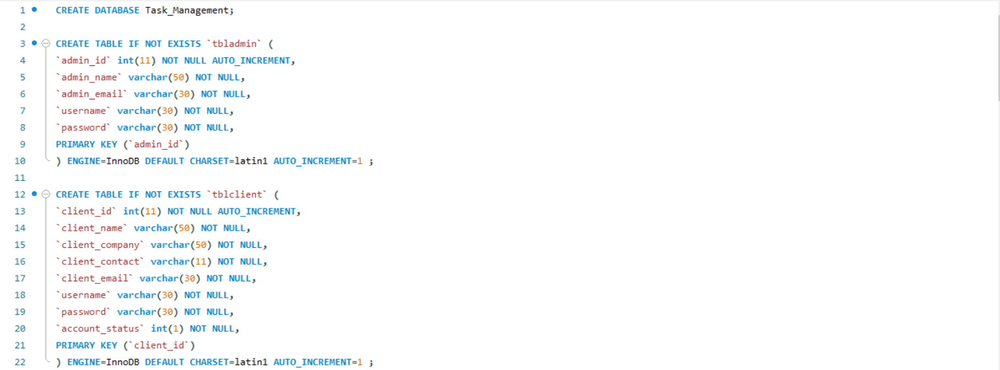 1 CREATE DATABASE Task_Management;
2
3 CREATE TABLE IF NOT EXISTS `tbladmin` (
4 `admin_id` int(11) NOT NULL AUTO_INCREMENT,
5 `admin_name` varchar(50) NOT NULL,
6 `admin_email` varchar(30) NOT NULL,
7 `username` varchar(30) NOT NULL,
8 `password` varchar(30) NOT NULL,
9 PRIMARY KEY (`admin_id`)
10 ) ENGINE=InnoDB DEFAULT CHARSET=latin1 AUTO_INCREMENT=1 ;
11
12 CREATE TABLE IF NOT EXISTS `tblclient` (
13 `client_id` int(11) NOT NULL AUTO_INCREMENT,
14 `client_name` varchar(50) NOT NULL,
15 `client_company` varchar(50) NOT NULL,
16 `client_contact` varchar(11) NOT NULL,
17 `client_email` varchar(30) NOT NULL,
18 `username` varchar(30) NOT NULL,
19 `password` varchar(30) NOT NULL,
20 `account_status` int(1) NOT NULL,
21 PRIMARY KEY (`client_id`)
22 ) ENGINE=InnoDB DEFAULT CHARSET=latin1 AUTO_INCREMENT=1 ;